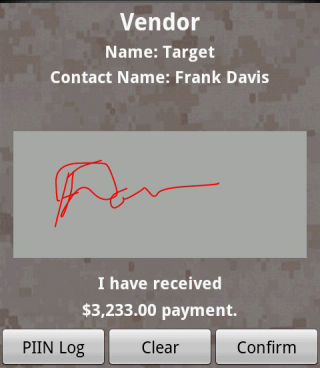 Vendor
Name: Target
Contact Name: Frank Davis
I have received
$3,233.00 payment.
PIIN Log
Clear
Confirm